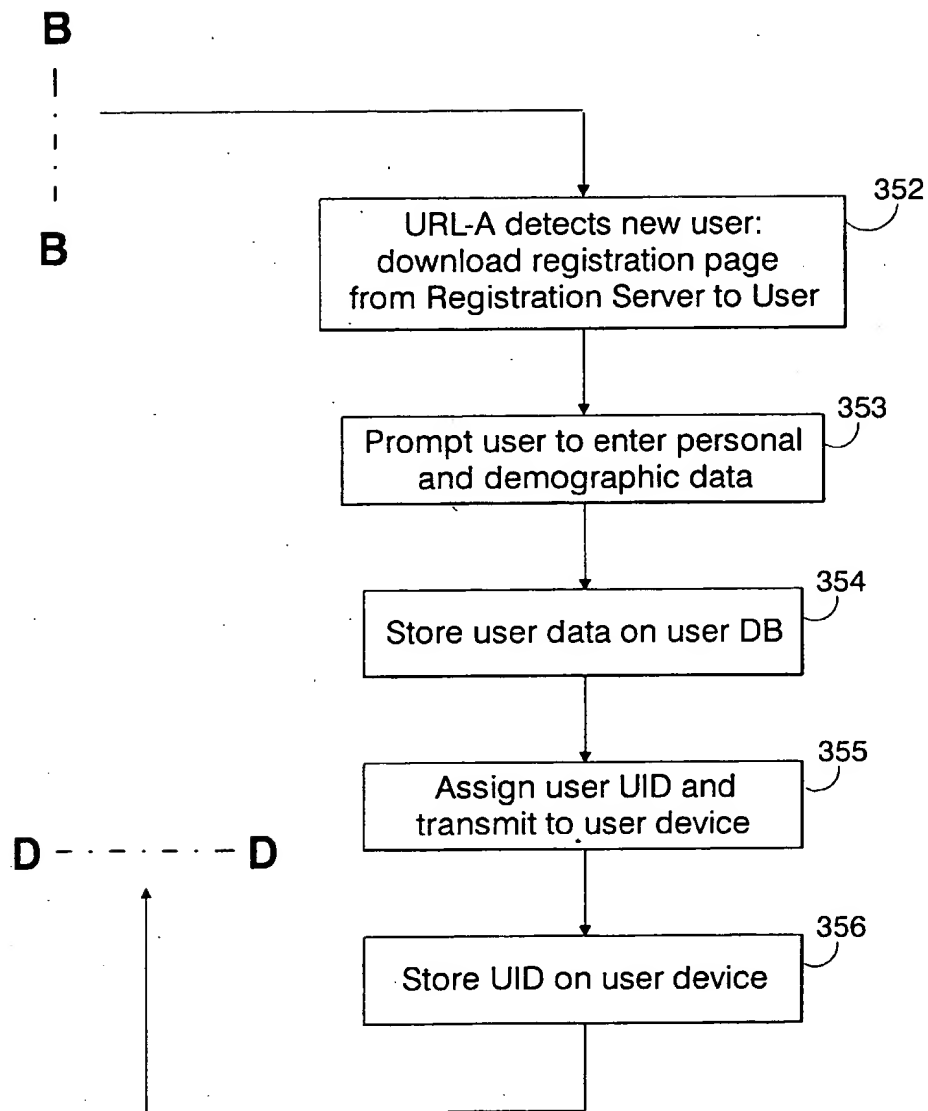 B
B
352
URL-A detects new user:
download registration page
from Registration Server to User
353
Prompt user to enter personal
and demographic data
354
Store user data on user DB
355
Assign user UID and
transmit to user device
D D
356
Store UID on user device